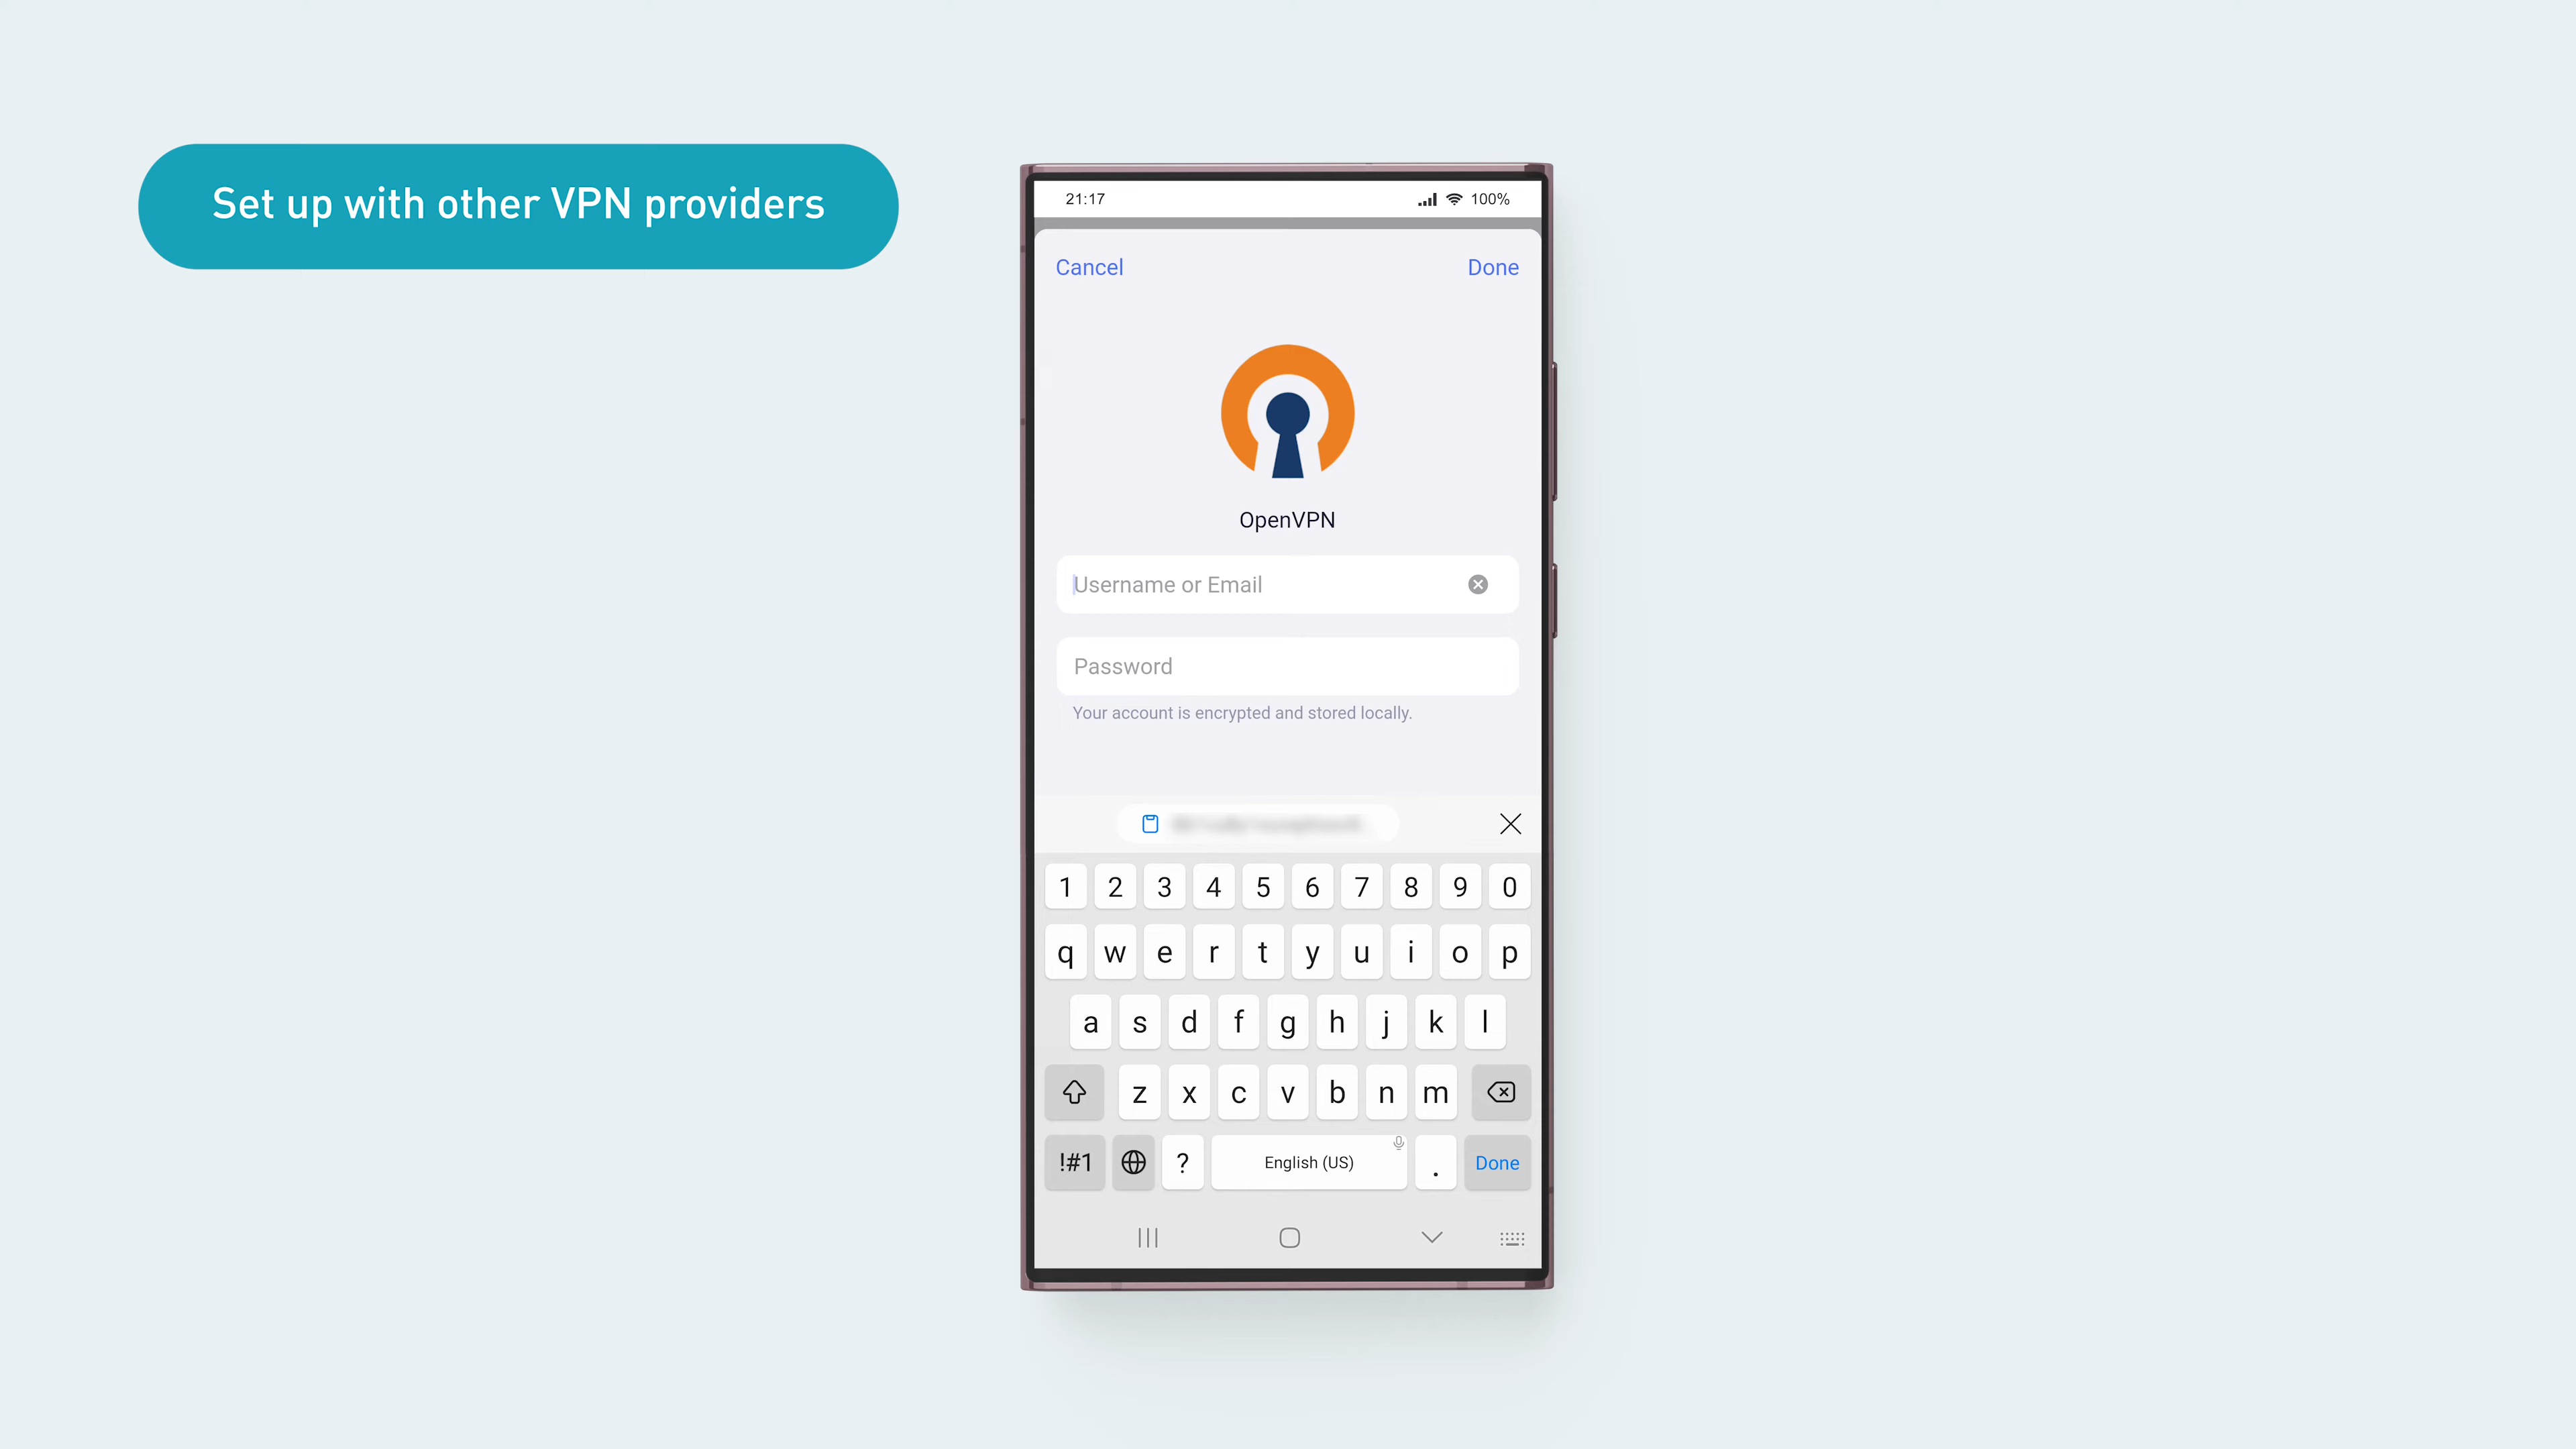 Set up with other VPN providers
21:17
100%
Cancel
Done
OpenVPN
Username or Email
Password
Your account is encrypted and stored locally.
1 2 3 4 5 6 7 8 9 0
q w e r t y u i o p
a s d f g h j k l
z x c v b n m
!#1 ? English (US) . Done